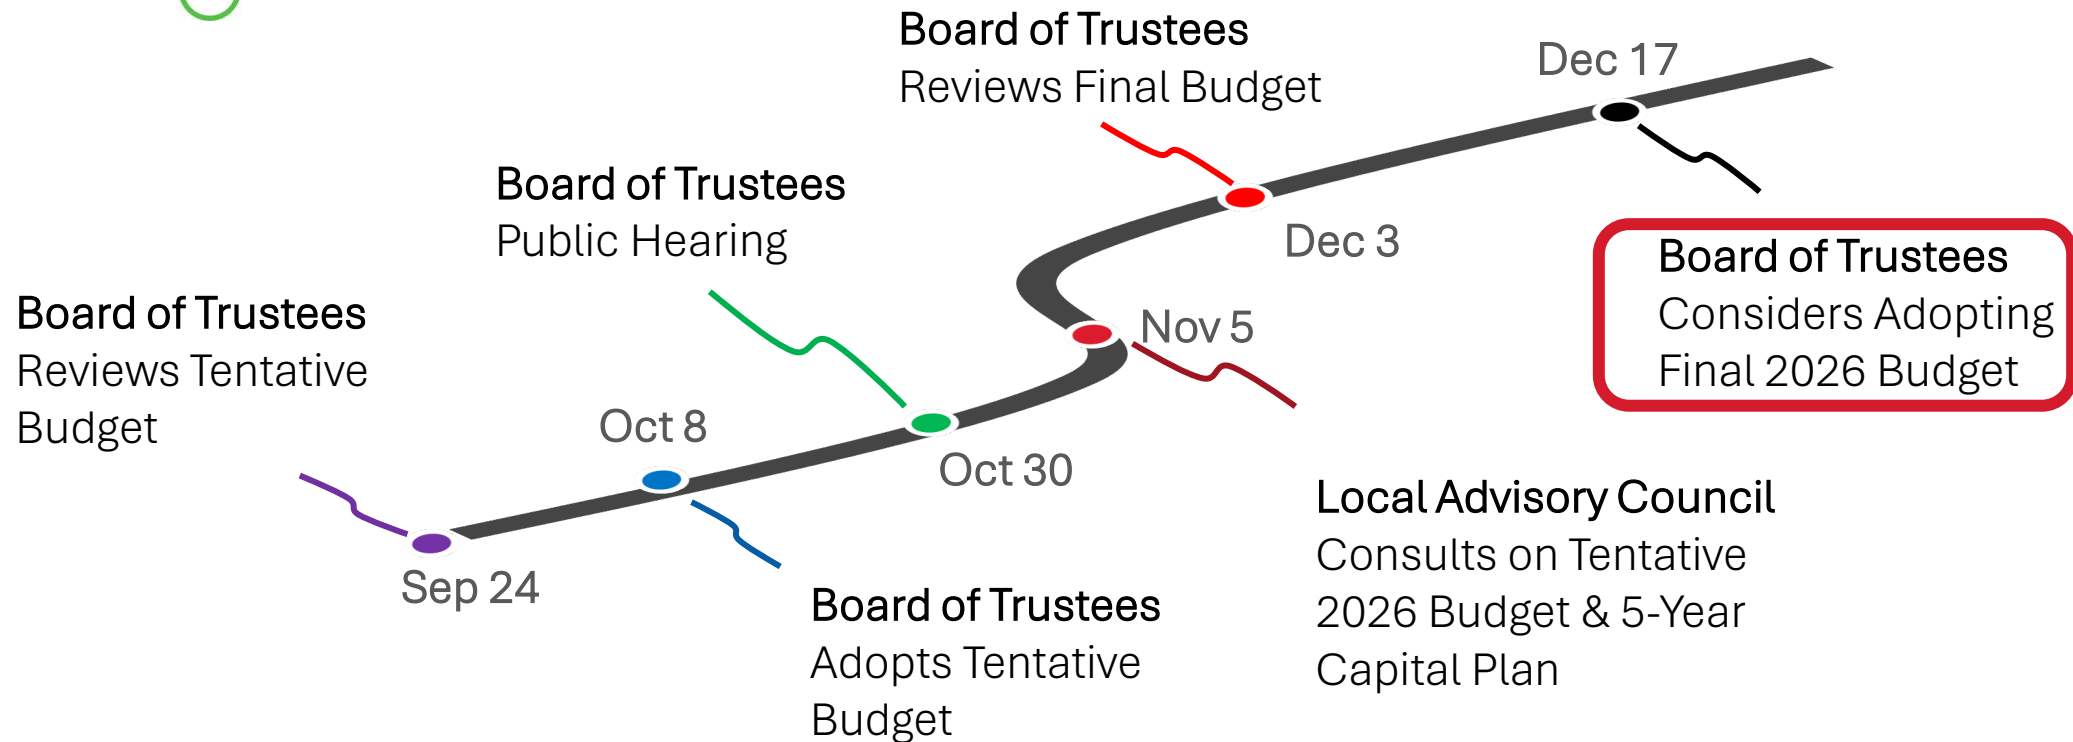 Board of Trustees
Reviews Tentative
Budget
Sep 24
Oct 8
Board of Trustees
Adopts Tentative
Budget
Board of Trustees
Public Hearing
Oct 30
Nov 5
Local Advisory Council
Consults on Tentative
2026 Budget & 5-Year
Capital Plan
Board of Trustees
Reviews Final Budget
Dec 3
Dec 17
Board of Trustees
Considers Adopting
Final 2026 Budget